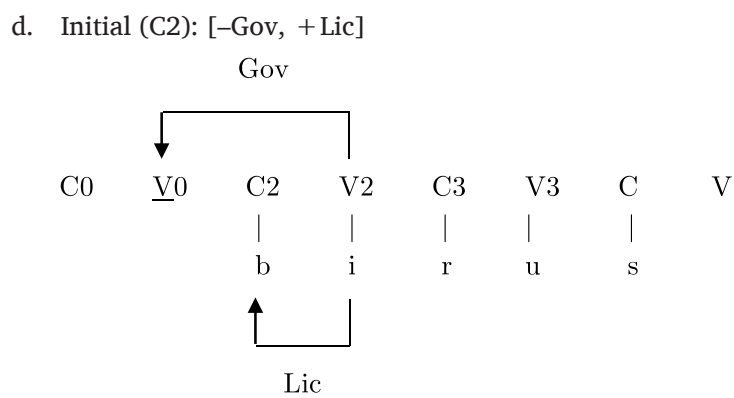 d. Initial (C2): [–Gov, +Lic]
Gov
C0 V0 C2 V2 C3 V3 C V
b i r u s
Lic